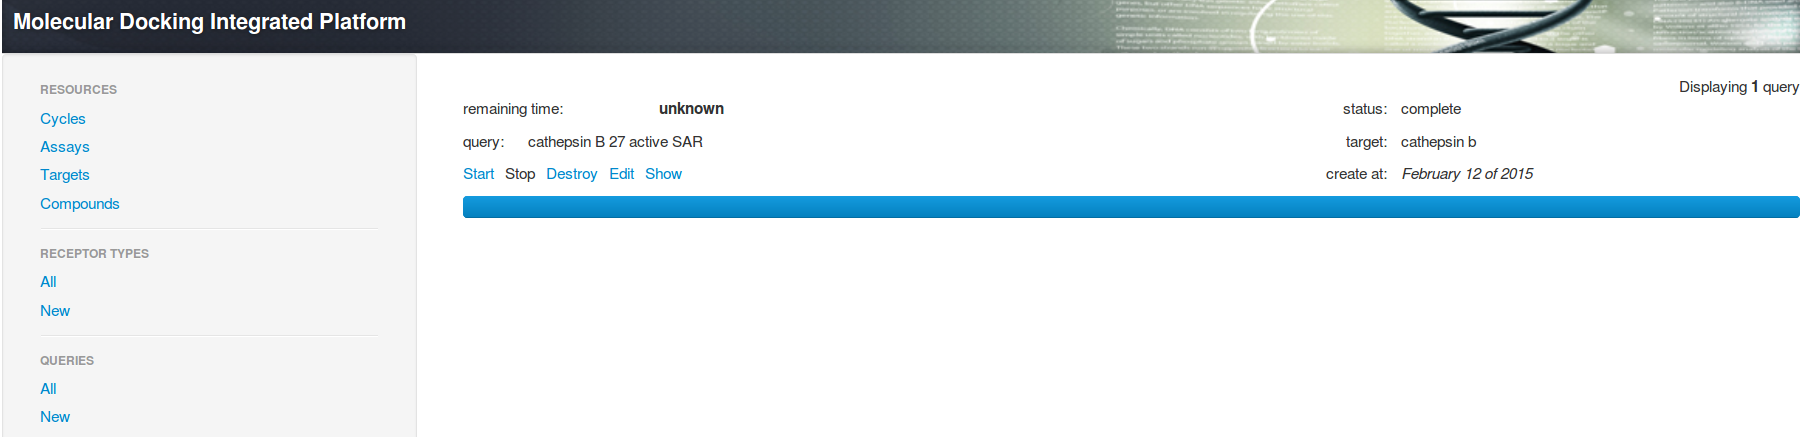 Molecular Docking Integrated Platform
RESOURCES
Cycles
Assays
Targets
Compounds
RECEPTOR TYPES
All
New
QUERIES
All
New
Displaying 1 query
remaining time: unknown status: complete
query: cathepsin B 27 active SAR target: cathepsin b
Start Stop Destroy Edit Show create at: February 12 of 2015